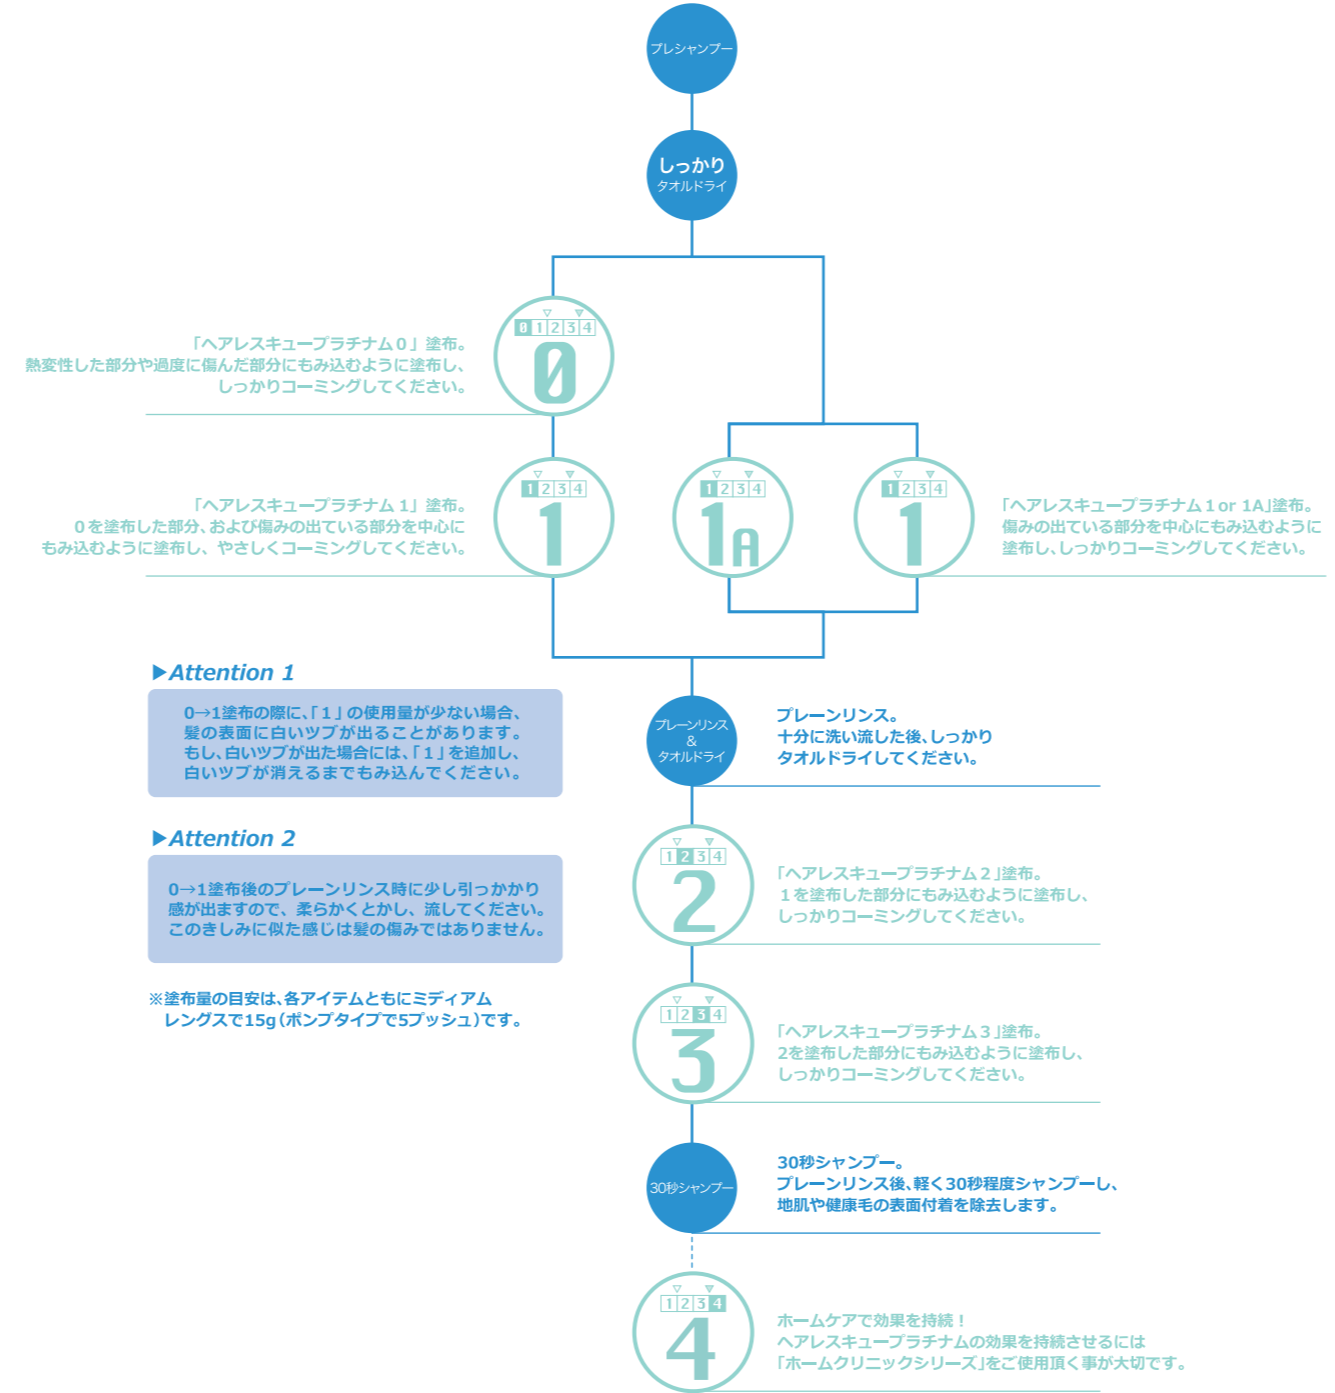 プレシャンプー
しっかり
タオルドライ
0 1 2 3 4
0
「ヘアレスキュープラチナム０」塗布。
熱変性した部分や過度に傷んだ部分にもみ込むように塗布し、
しっかりコーミングしてください。
1 2 3 4
1
「ヘアレスキュープラチナム１」塗布。
０を塗布した部分、および傷みの出ている部分を中心に
もみ込むように塗布し、やさしくコーミングしてください。
1 2 3 4
1A
1 2 3 4
1
「ヘアレスキュープラチナム１or 1A」塗布。
傷みの出ている部分を中心にもみ込むように
塗布し、しっかりコーミングしてください。
▶Attention 1
0→1塗布の際に、「１」の使用量が少ない場合、
髪の表面に白いツブが出ることがあります。
もし、白いツブが出た場合には、「１」を追加し、
白いツブが消えるまでもみ込んでください。
▶Attention 2
0→1塗布後のプレーンリンス時に少し引っかかり
感が出ますので、柔らかくとかし、流してください。
このきしみに似た感じは髪の傷みではありません。
※塗布量の目安は、各アイテムともにミディアム
レングスで15g（ポンプタイプで5プッシュ）です。
プレーンリンス
&
タオルドライ
プレーンリンス。
十分に洗い流した後、しっかり
タオルドライしてください。
1 2 3 4
2
「ヘアレスキュープラチナム２」塗布。
１を塗布した部分にもみ込むように塗布し、
しっかりコーミングしてください。
1 2 3 4
3
「ヘアレスキュープラチナム３」塗布。
2を塗布した部分にもみ込むように塗布し、
しっかりコーミングしてください。
30秒シャンプー
30秒シャンプー。
プレーンリンス後、軽く30秒程度シャンプーし、
地肌や健康毛の表面付着を除去します。
1 2 3 4
4
ホームケアで効果を持続！
ヘアレスキュープラチナムの効果を持続させるには
「ホームクリニックシリーズ」をご使用頂く事が大切です。